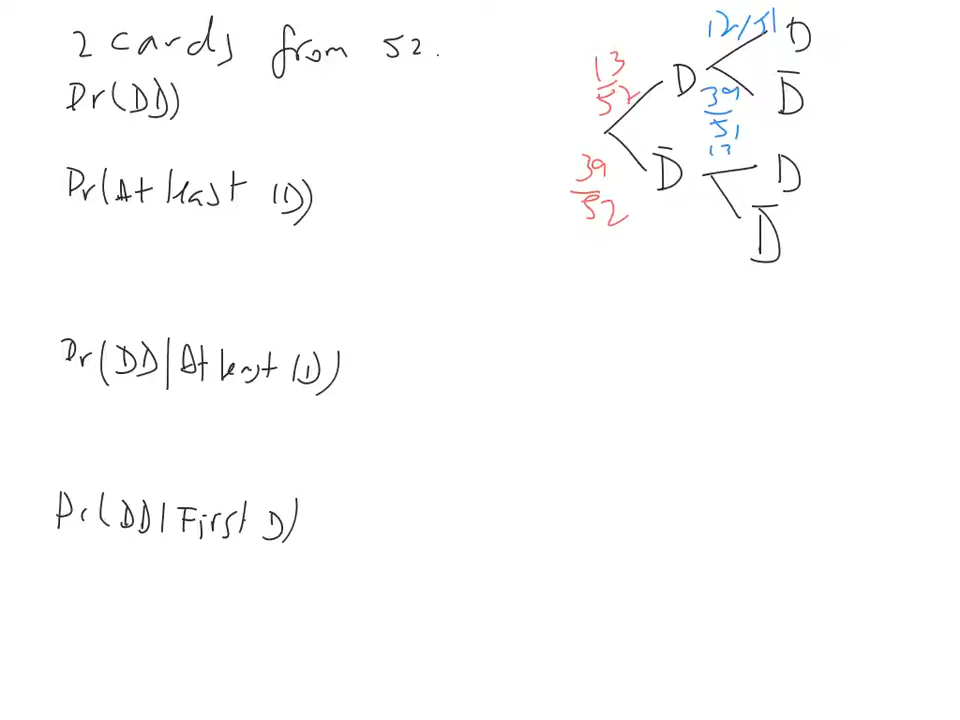 2 cards from 52.
Pr(DD)
Pr(At least 1D)
Pr(DD|At least 1D)
Pr(DD|First D)
12/51
D
13
52
D
39
51
D̄
39
52
D̄
13
D
D̄